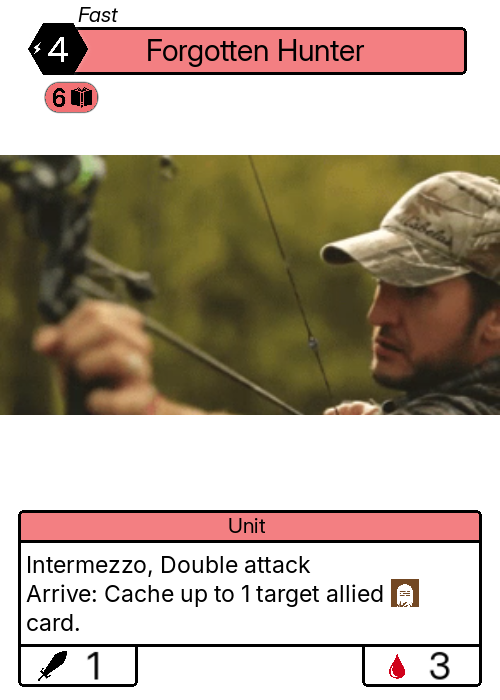 Fast
4
Forgotten Hunter
6
Unit
Intermezzo, Double attack
Arrive: Cache up to 1 target allied
card.
1
3